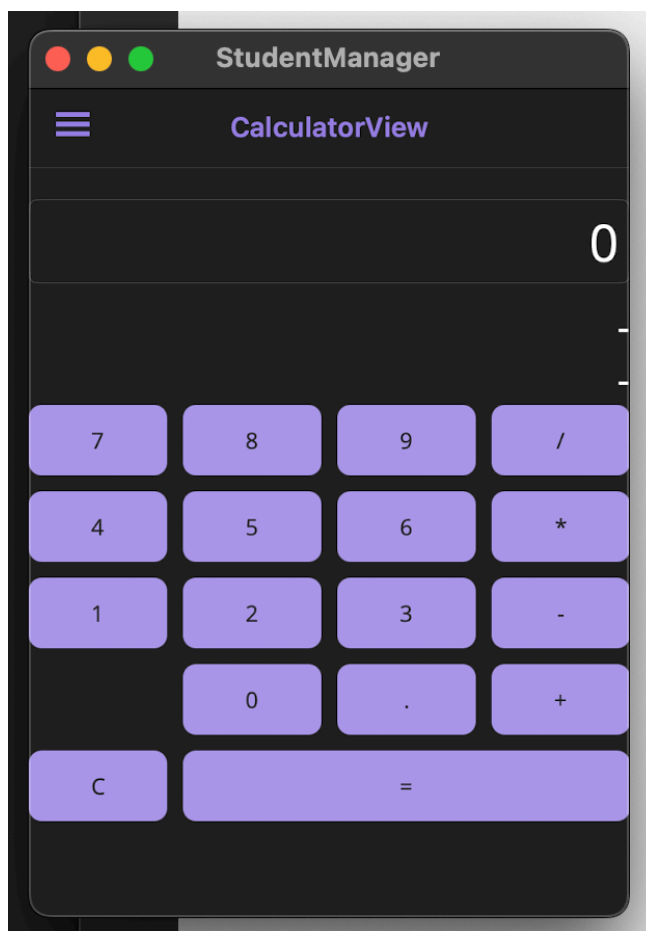 StudentManager
CalculatorView
0
-
-
7 8 9 /
4 5 6 *
1 2 3 -
0 . +
C =